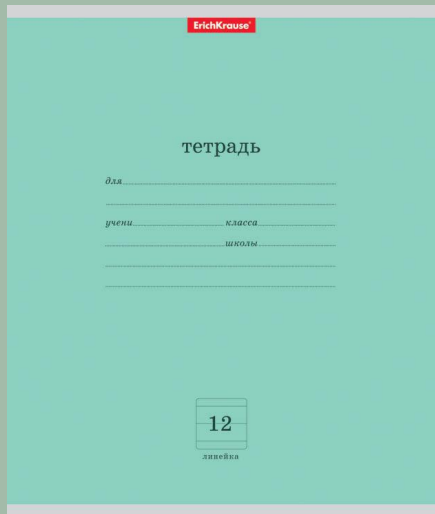 ErichKrause®
тетрадь
для
учени класса
школы
12
линейка